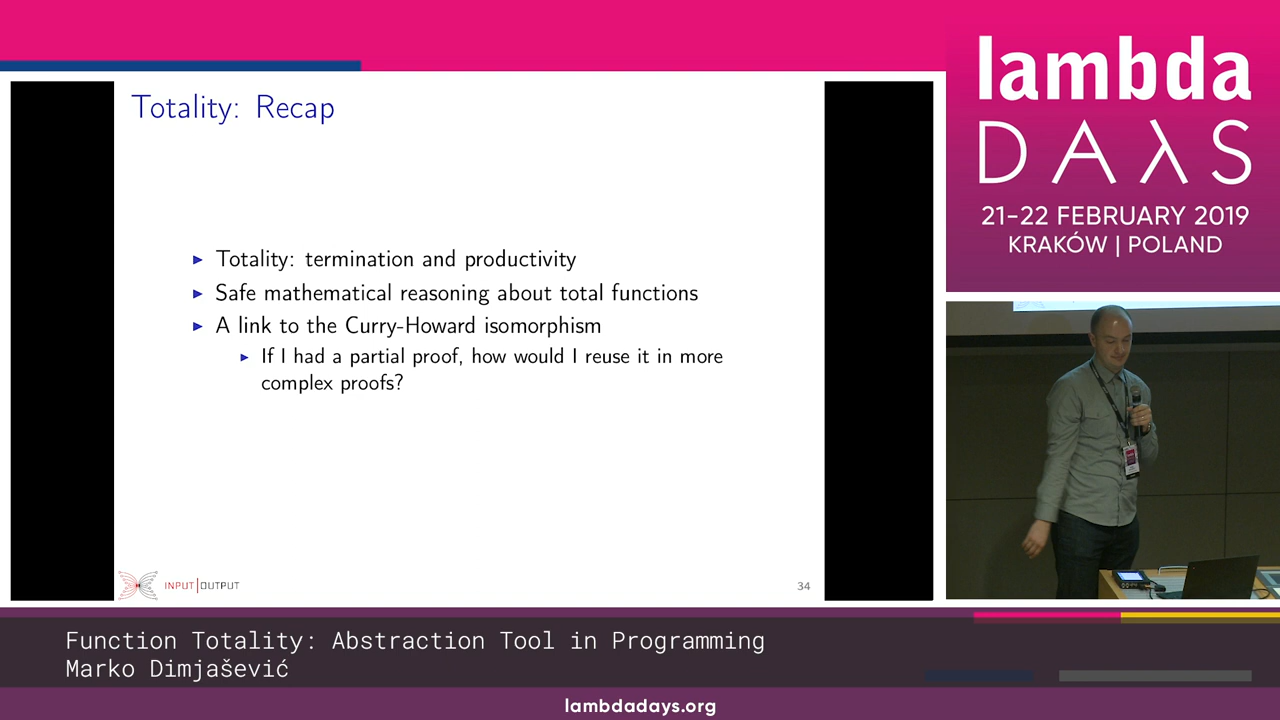 Totality: Recap
Totality: termination and productivity
Safe mathematical reasoning about total functions
A link to the Curry-Howard isomorphism
If I had a partial proof, how would I reuse it in more
complex proofs?
INPUT|OUTPUT
34
lambda
DAλS
21–22 FEBRUARY 2019
KRAKÓW | POLAND
Function Totality: Abstraction Tool in Programming
Marko Dimjašević
lambdadays.org